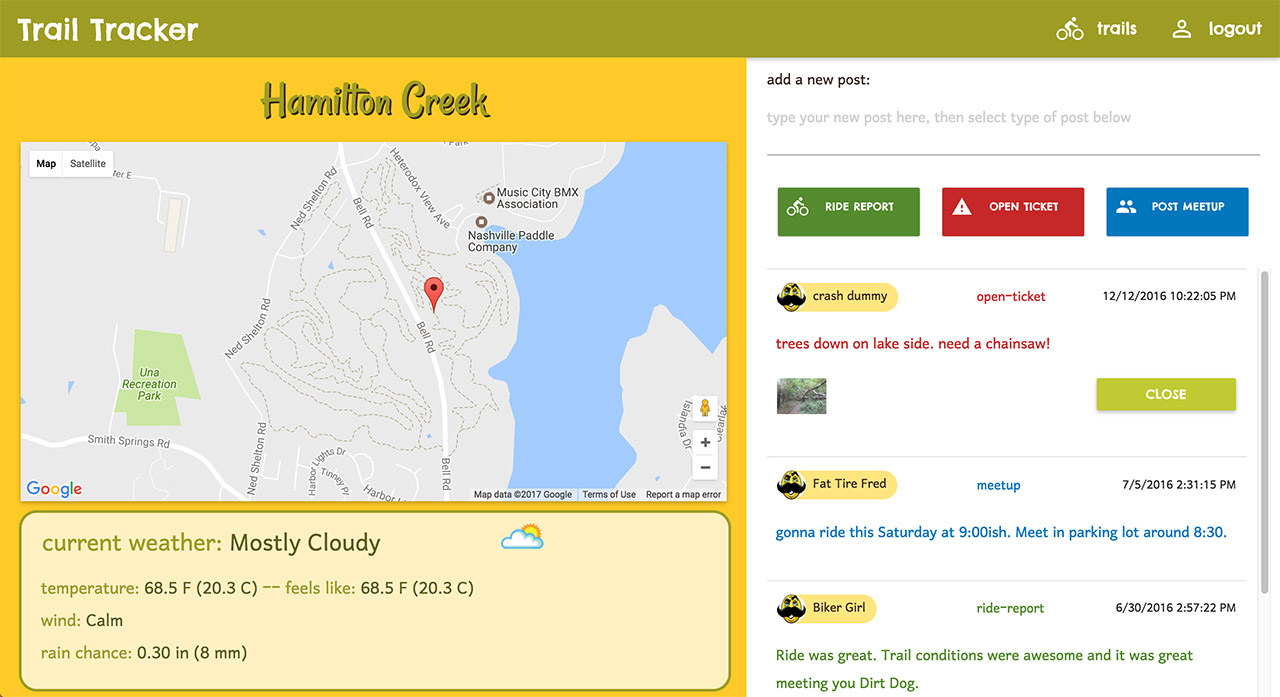 Trail Tracker
trails
logout
Hamilton Creek
Map
Satellite
ter E
Ned Shelton Rd
Bell Rd
Heterodox View Ave
Music City BMX
Association
Nashville Paddle
Company
Ned Shelton Rd
Bell Rd
Una
Recreation
Park
Smith Springs Rd
Ned Shelton Rd
Harbor Lights Dr
Tinney Pl
Harbor
Bell Rd
Islandia Dr
Google
Map data ©2017 Google
Terms of Use
Report a map error
current weather: Mostly Cloudy
temperature: 68.5 F (20.3 C) -- feels like: 68.5 F (20.3 C)
wind: Calm
rain chance: 0.30 in (8 mm)
add a new post:
type your new post here, then select type of post below
RIDE REPORT
OPEN TICKET
POST MEETUP
crash dummy
open-ticket
12/12/2016 10:22:05 PM
trees down on lake side. need a chainsaw!
CLOSE
Fat Tire Fred
meetup
7/5/2016 2:31:15 PM
gonna ride this Saturday at 9:00ish. Meet in parking lot around 8:30.
Biker Girl
ride-report
6/30/2016 2:57:22 PM
Ride was great. Trail conditions were awesome and it was great
meeting you Dirt Dog.